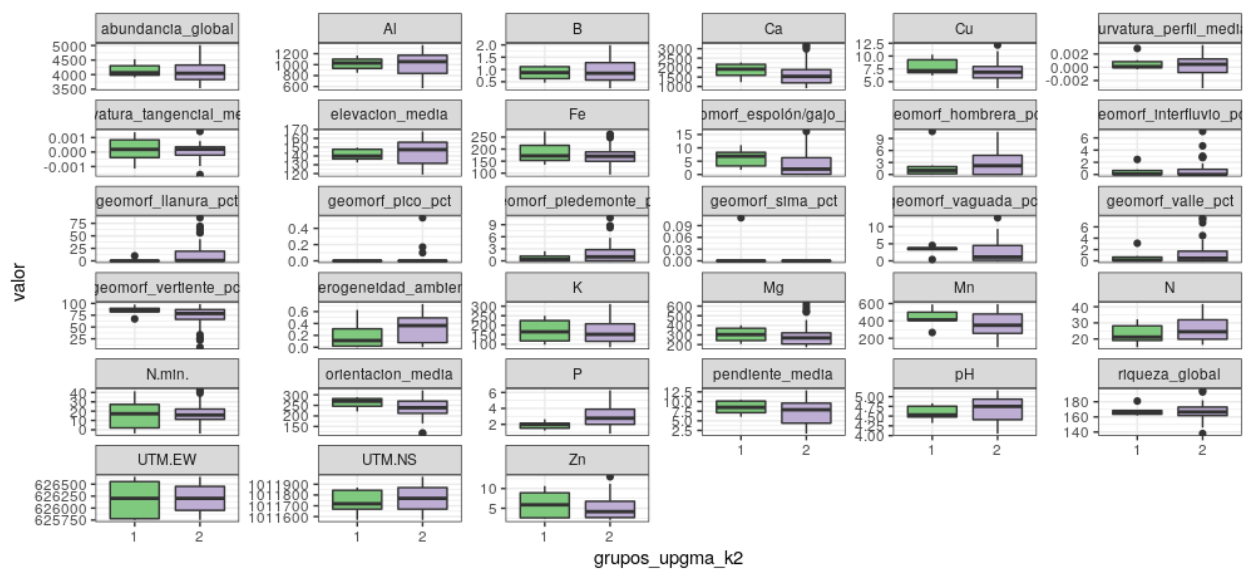 abundancia_global Al B Ca Cu urvatura_perfil_media
5000 4500 4000 3500
1200 1000 800 600
2.0 1.5 1.0 0.5
3000 2000 1000
12.5 10.0 7.5 5.0
0.002 0.000 -0.002
vatura_tangencial_me elevacion_media Fe omorf_espolón/gajo_ eomorf_hombrera_pc eomorf_interfluvio_pc
0.001 0.000 -0.001
170 160 150 140 130 120
250 200 150 100
15 10 5 0
9 6 3 0
6 4 2 0
geomorf_llanura_pct geomorf_pico_pct eomorf_piedemonte_p geomorf_sima_pct geomorf_vaguada_pc geomorf_valle_pct
75 50 25 0
0.4 0.2 0.0
9 6 3 0
0.09 0.06 0.03 0.00
10 5 0
6 4 2 0
geomorf_vertiente_pc erogeneidad_ambien K Mg Mn N
100 75 50 25
0.6 0.4 0.2 0.0
300 250 200 150 100
600 500 400 300 200
600 400 200
40 30 20
N.min. orientacion_media P pendiente_media pH riqueza_global
40 30 20 10 0
300 250 200 150
6 4 2
12.5 10.0 7.5 5.0 2.5
5.00 4.75 4.50 4.25 4.00
180 160 140
1 2 1 2 1 2
UTM.EW UTM.NS Zn
626500 626250 626000 625750
1011900 1011800 1011700 1011600
10 5
1 2 1 2 1 2
valor
grupos_upgma_k2